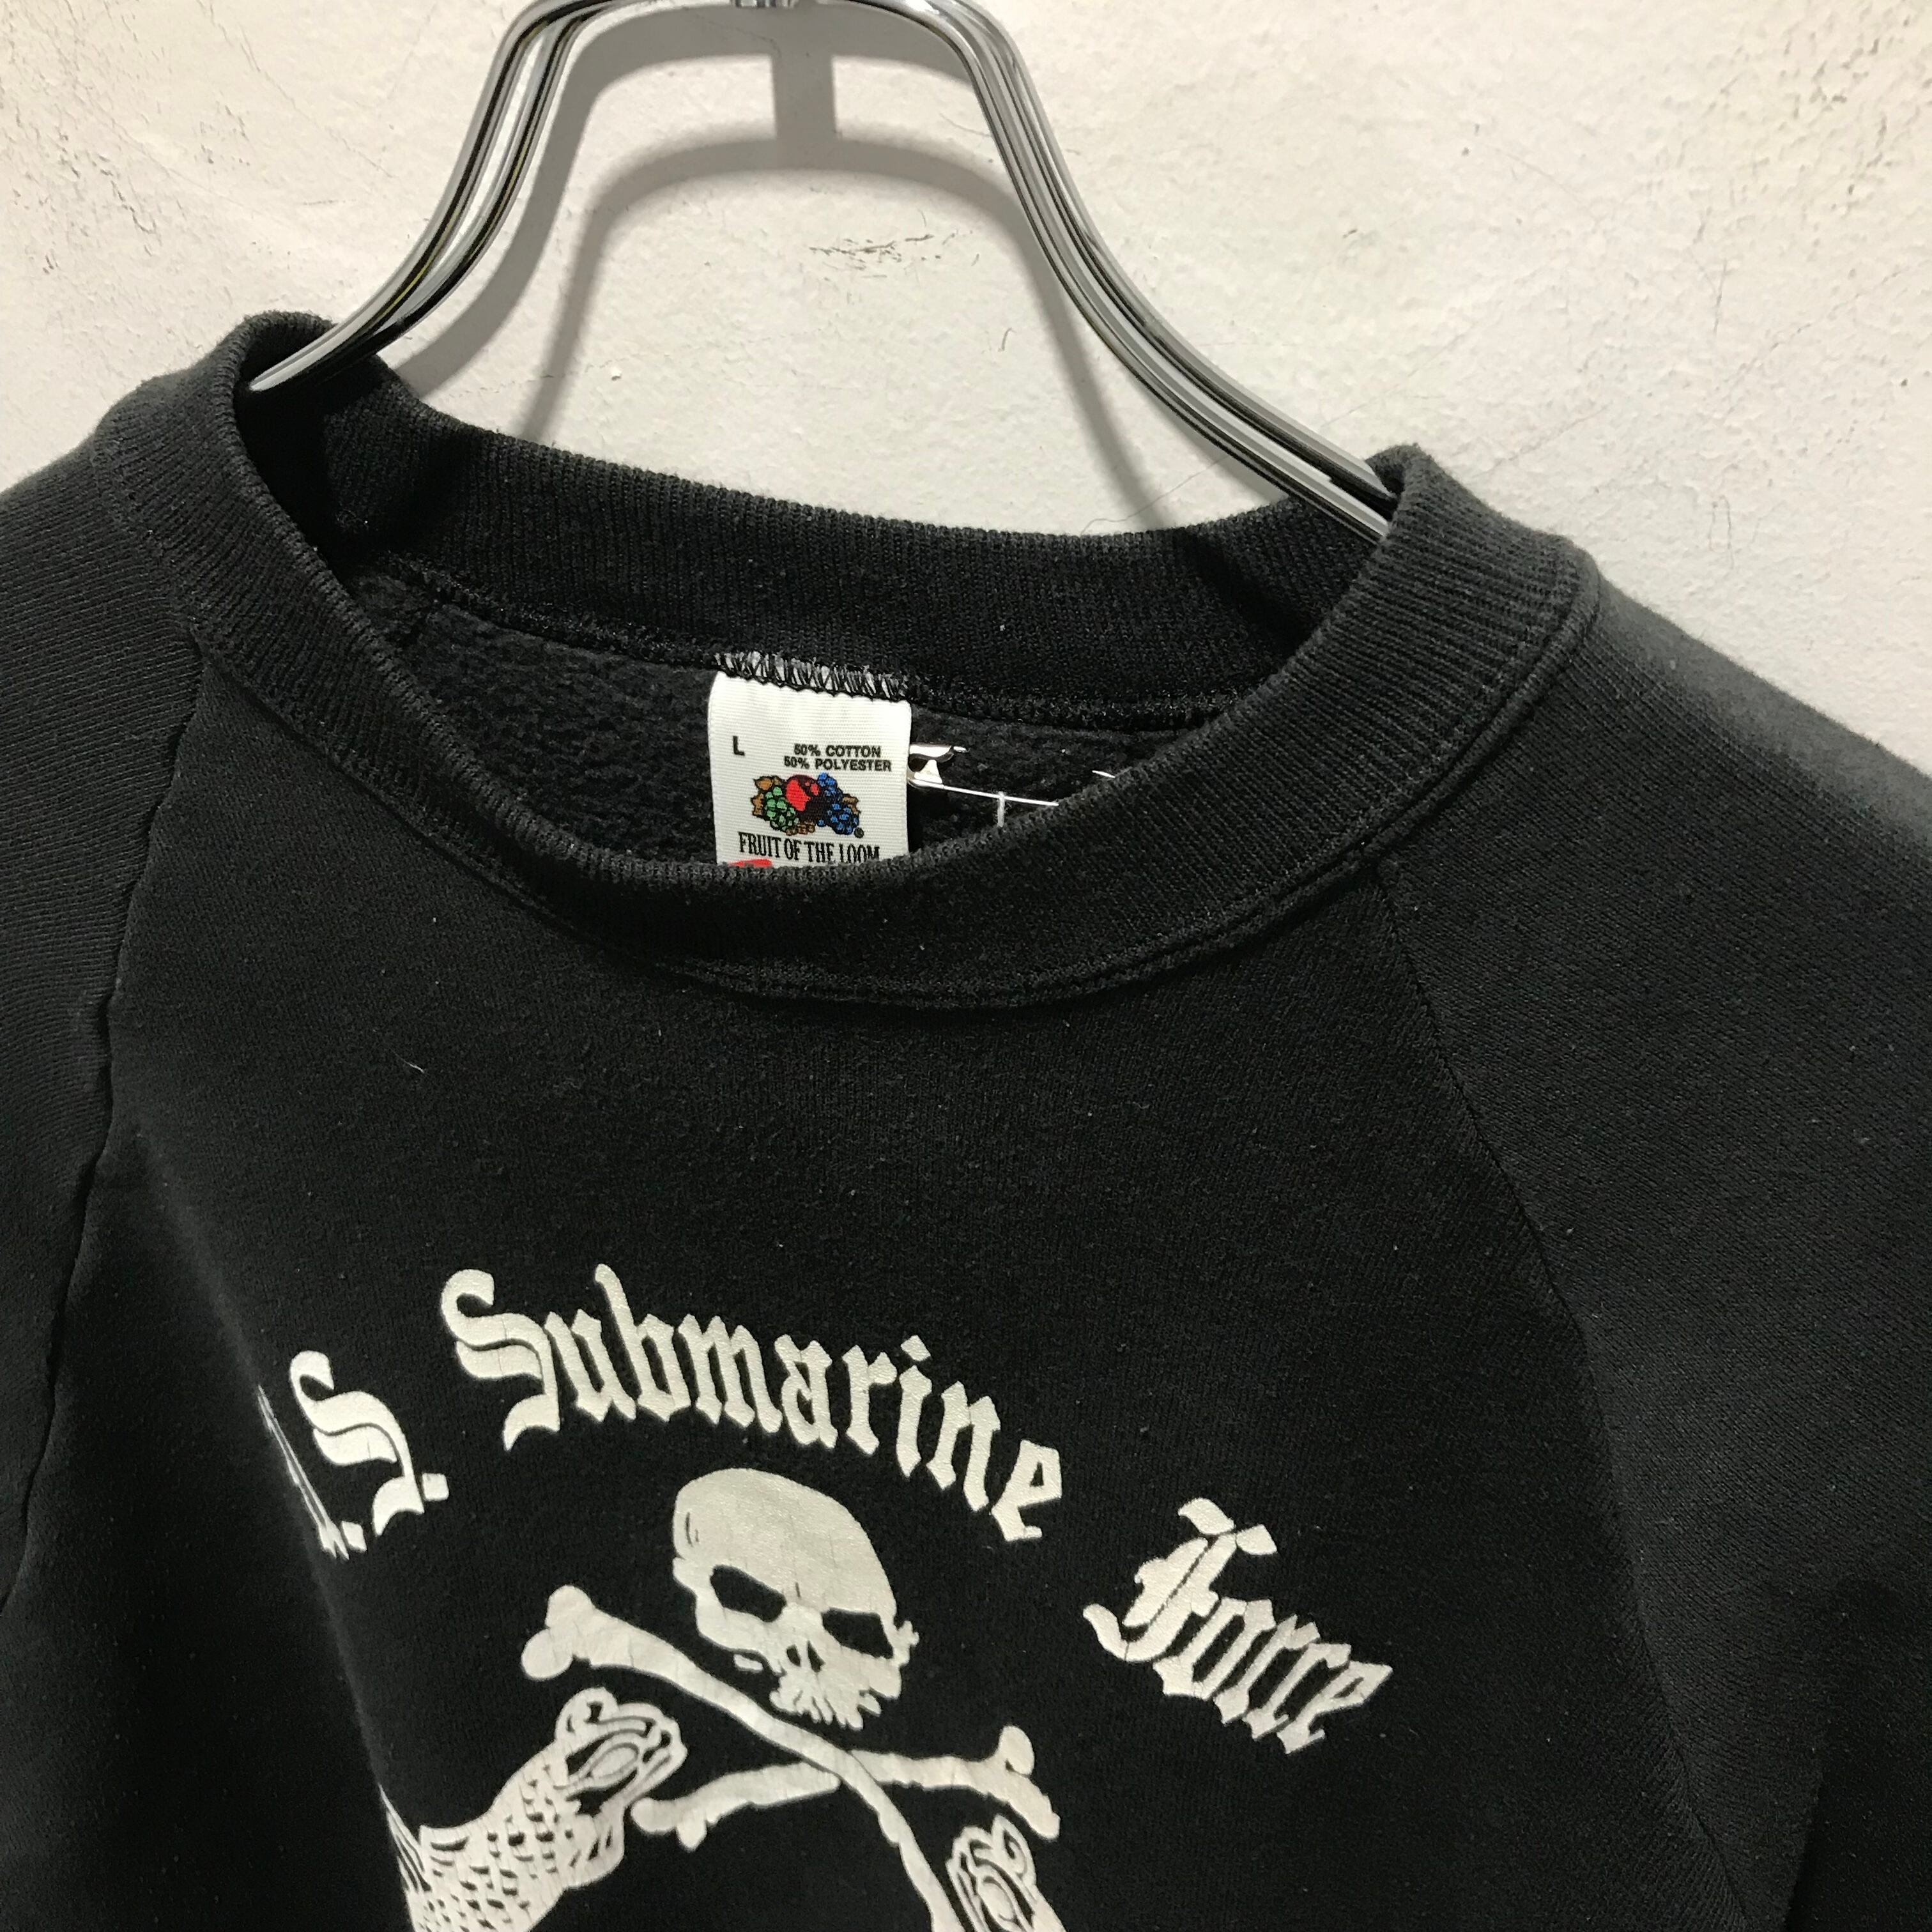 L
50% COTTON
50% POLYESTER
®
FRUIT OF THE LOOM
U.S. Submarine Force